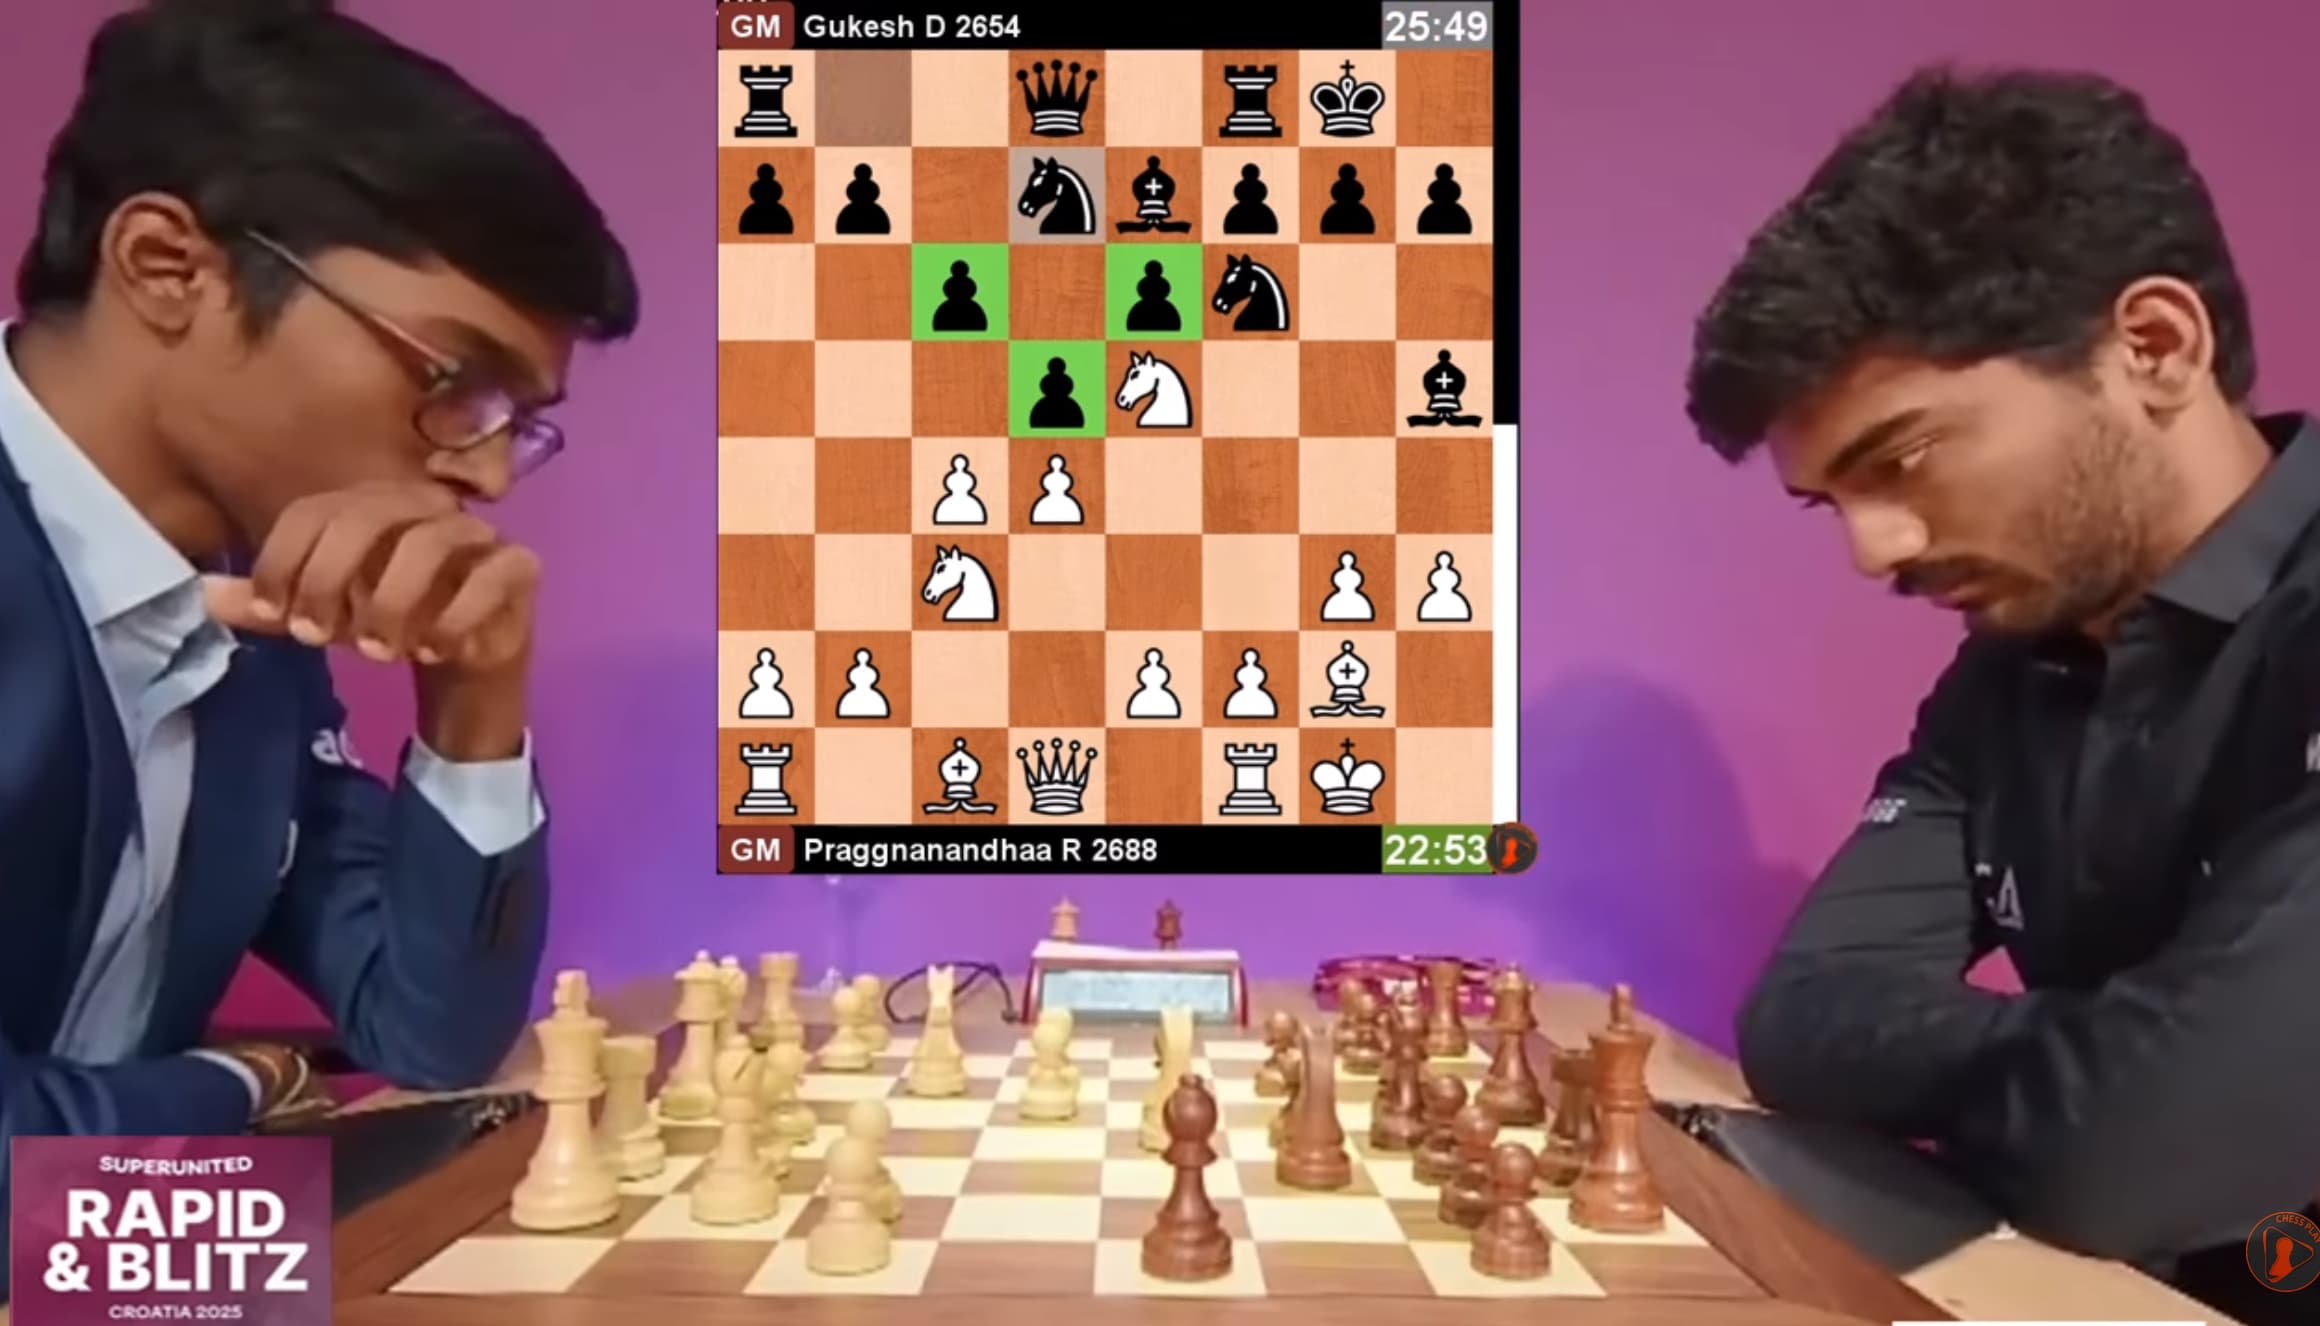 GM Gukesh D 2654 25:49
GM Praggnanandhaa R 2688 22:53
SUPERUNITED
RAPID
& BLITZ
CROATIA 2025